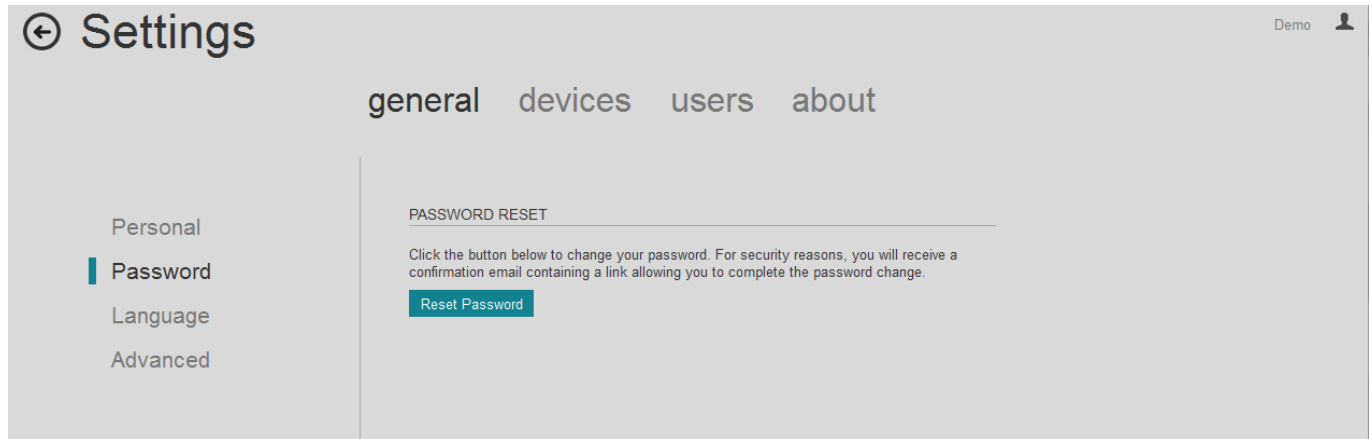 Settings
Demo
general devices users about
Personal
Password
Language
Advanced
PASSWORD RESET
Click the button below to change your password. For security reasons, you will receive a
confirmation email containing a link allowing you to complete the password change.
Reset Password